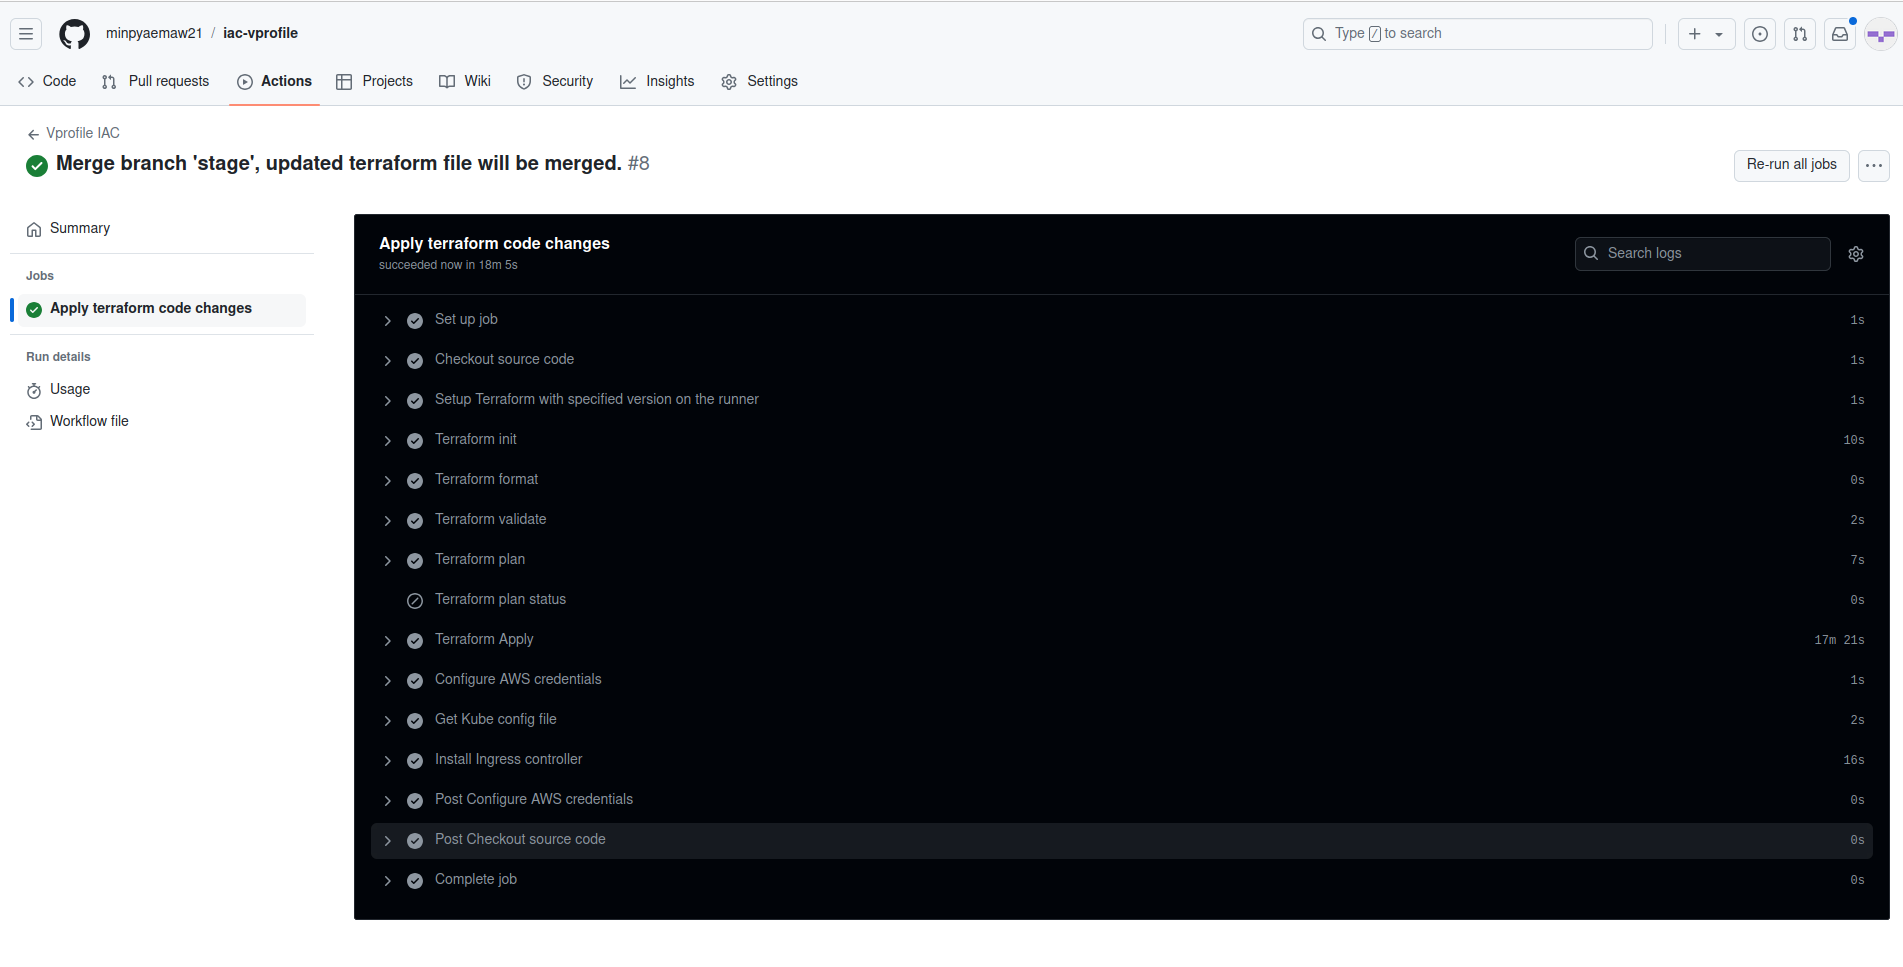 minpyaemaw21 / iac-vprofile
Type / to search
Code Pull requests Actions Projects Wiki Security Insights Settings
Vprofile IAC
Merge branch 'stage', updated terraform file will be merged. #8
Re-run all jobs
Summary
Jobs
Apply terraform code changes
Run details
Usage
Workflow file
Apply terraform code changes
succeeded now in 18m 5s
Search logs
Set up job 1s
Checkout source code 1s
Setup Terraform with specified version on the runner 1s
Terraform init 10s
Terraform format 0s
Terraform validate 2s
Terraform plan 7s
Terraform plan status 0s
Terraform Apply 17m 21s
Configure AWS credentials 1s
Get Kube config file 2s
Install Ingress controller 16s
Post Configure AWS credentials 0s
Post Checkout source code 0s
Complete job 0s